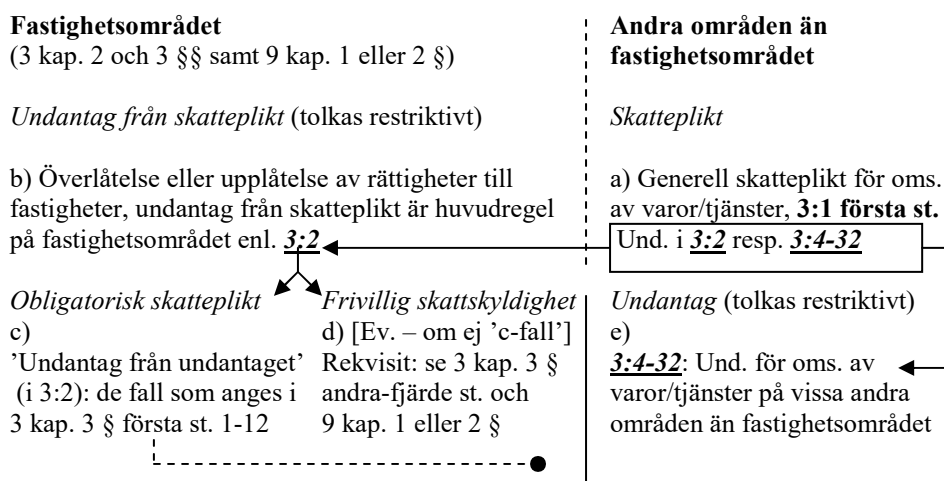 Fastighetsområdet
(3 kap. 2 och 3 §§ samt 9 kap. 1 eller 2 §)
Undantag från skatteplikt (tolkas restriktivt)
b) Överlåtelse eller upplåtelse av rättigheter till
fastigheter, undantag från skatteplikt är huvudregel
på fastighetsområdet enl. 3:2
Obligatorisk skatteplikt
c)
’Undantag från undantaget’
(i 3:2): de fall som anges i
3 kap. 3 § första st. 1-12
Frivillig skattskyldighet
d) [Ev. – om ej ’c-fall’]
Rekvisit: se 3 kap. 3 §
andra-fjärde st. och
9 kap. 1 eller 2 §
Andra områden än
fastighetsområdet
Skatteplikt
a) Generell skatteplikt för oms.
av varor/tjänster, 3:1 första st.
Und. i 3:2 resp. 3:4-32
Undantag (tolkas restriktivt)
e)
3:4-32: Und. för oms. av
varor/tjänster på vissa andra
områden än fastighetsområdet